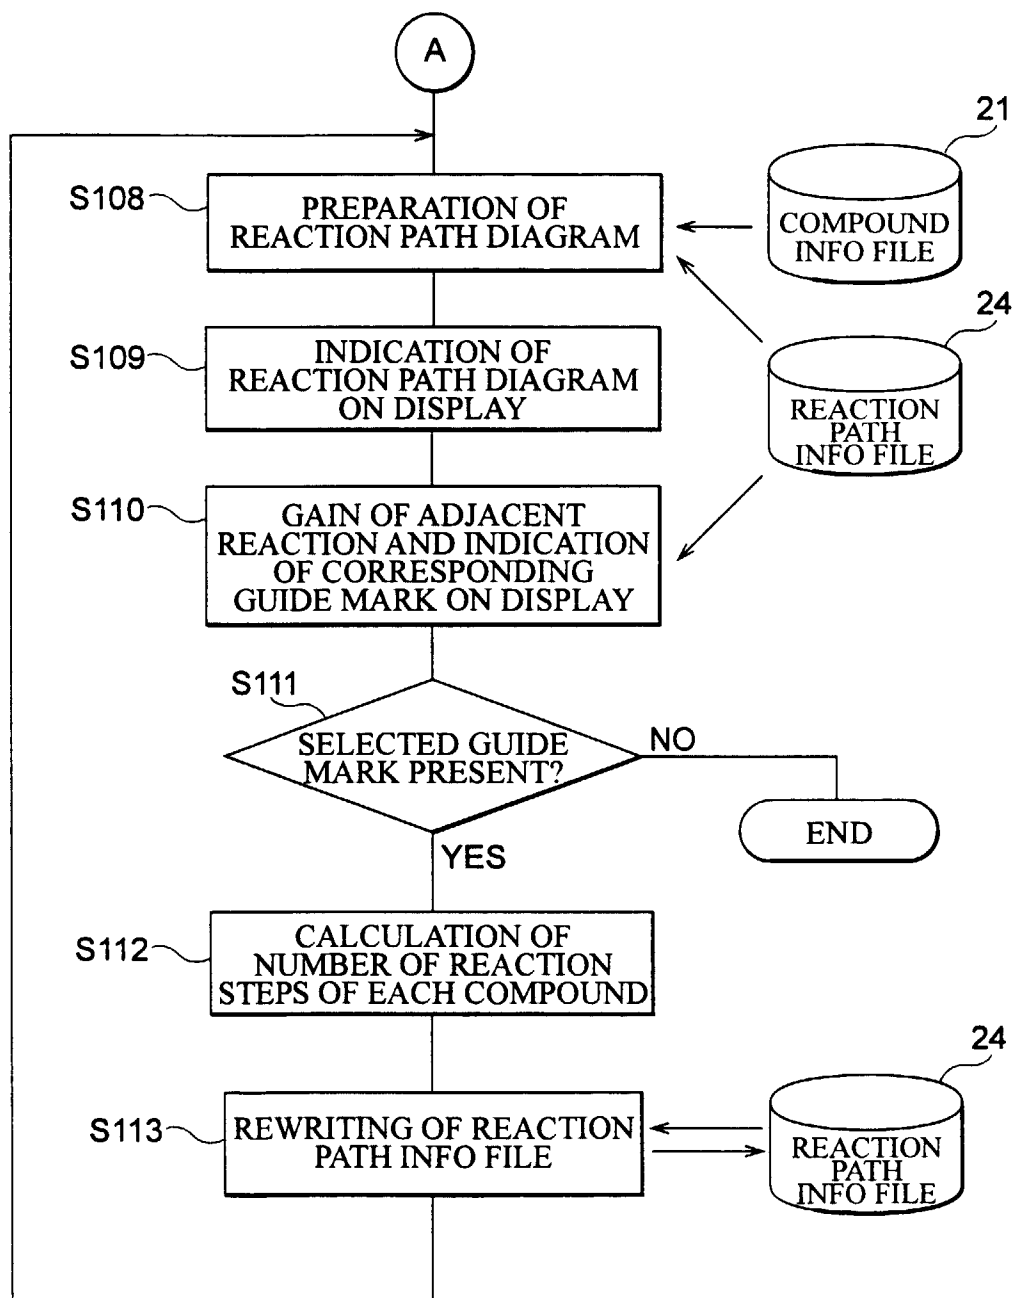 A
21
S108
PREPARATION OF
REACTION PATH DIAGRAM
COMPOUND
INFO FILE
24
S109
INDICATION OF
REACTION PATH DIAGRAM
ON DISPLAY
REACTION
PATH
INFO FILE
S110
GAIN OF ADJACENT
REACTION AND INDICATION
OF CORRESPONDING
GUIDE MARK ON DISPLAY
S111
SELECTED GUIDE
MARK PRESENT?
NO
END
YES
S112
CALCULATION OF
NUMBER OF REACTION
STEPS OF EACH COMPOUND
24
S113
REWRITING OF REACTION
PATH INFO FILE
REACTION
PATH
INFO FILE